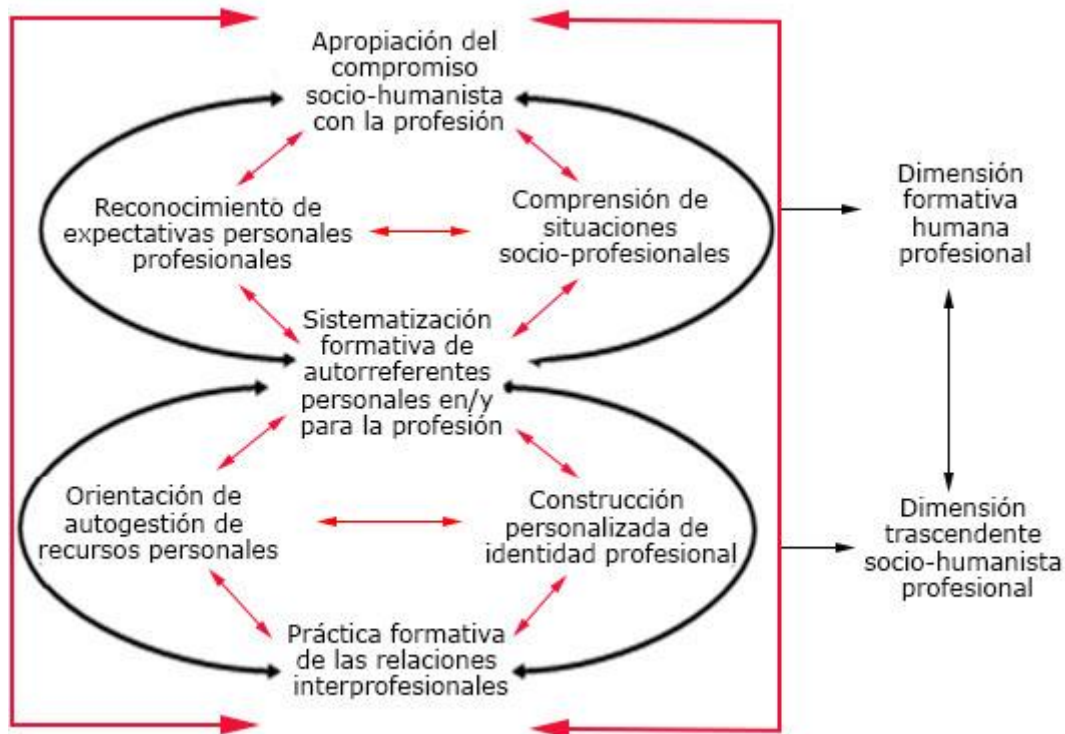 Apropiación del
compromiso
socio-humanista
con la profesión
Reconocimiento de
expectativas personales
profesionales
Comprensión de
situaciones
socio-profesionales
Sistematización
formativa de
autorreferentes
personales en/y
para la profesión
Orientación de
autogestión de
recursos personales
Construcción
personalizada de
identidad profesional
Práctica formativa
de las relaciones
interprofesionales
Dimensión
formativa
humana
profesional
Dimensión
trascendente
socio-humanista
profesional